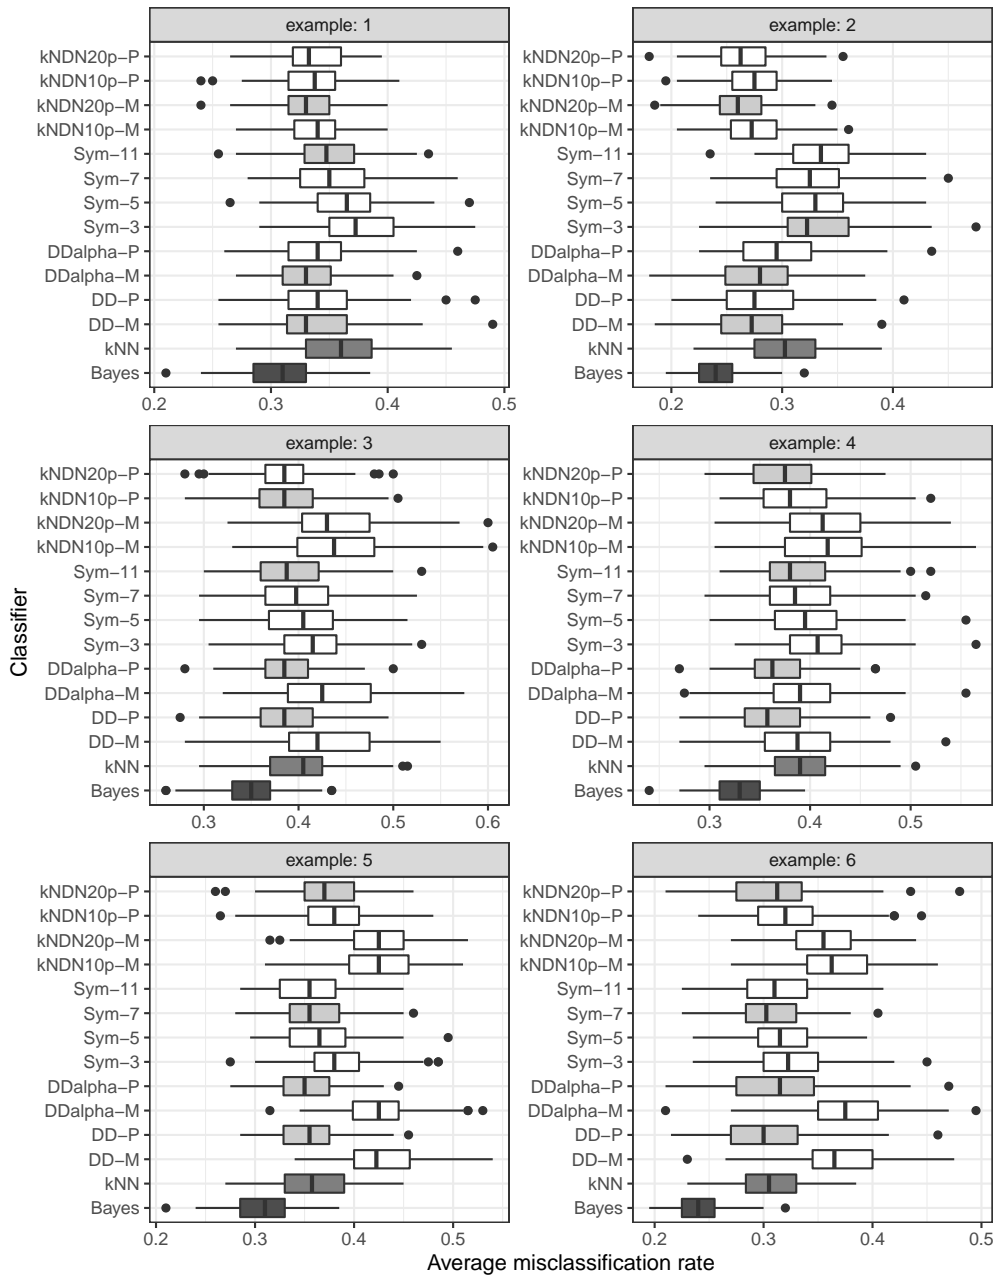 example: 1
kNDN20p−P
kNDN10p−P
kNDN20p−M
kNDN10p−M
Sym−11
Sym−7
Sym−5
Sym−3
DDalpha−P
DDalpha−M
DD−P
DD−M
kNN
Bayes
0.2 0.3 0.4 0.5
example: 2
kNDN20p−P
kNDN10p−P
kNDN20p−M
kNDN10p−M
Sym−11
Sym−7
Sym−5
Sym−3
DDalpha−P
DDalpha−M
DD−P
DD−M
kNN
Bayes
0.2 0.3 0.4
Classifier
example: 3
kNDN20p−P
kNDN10p−P
kNDN20p−M
kNDN10p−M
Sym−11
Sym−7
Sym−5
Sym−3
DDalpha−P
DDalpha−M
DD−P
DD−M
kNN
Bayes
0.3 0.4 0.5 0.6
example: 4
kNDN20p−P
kNDN10p−P
kNDN20p−M
kNDN10p−M
Sym−11
Sym−7
Sym−5
Sym−3
DDalpha−P
DDalpha−M
DD−P
DD−M
kNN
Bayes
0.3 0.4 0.5
example: 5
kNDN20p−P
kNDN10p−P
kNDN20p−M
kNDN10p−M
Sym−11
Sym−7
Sym−5
Sym−3
DDalpha−P
DDalpha−M
DD−P
DD−M
kNN
Bayes
0.2 0.3 0.4 0.5
example: 6
kNDN20p−P
kNDN10p−P
kNDN20p−M
kNDN10p−M
Sym−11
Sym−7
Sym−5
Sym−3
DDalpha−P
DDalpha−M
DD−P
DD−M
kNN
Bayes
0.2 0.3 0.4 0.5
Average misclassification rate